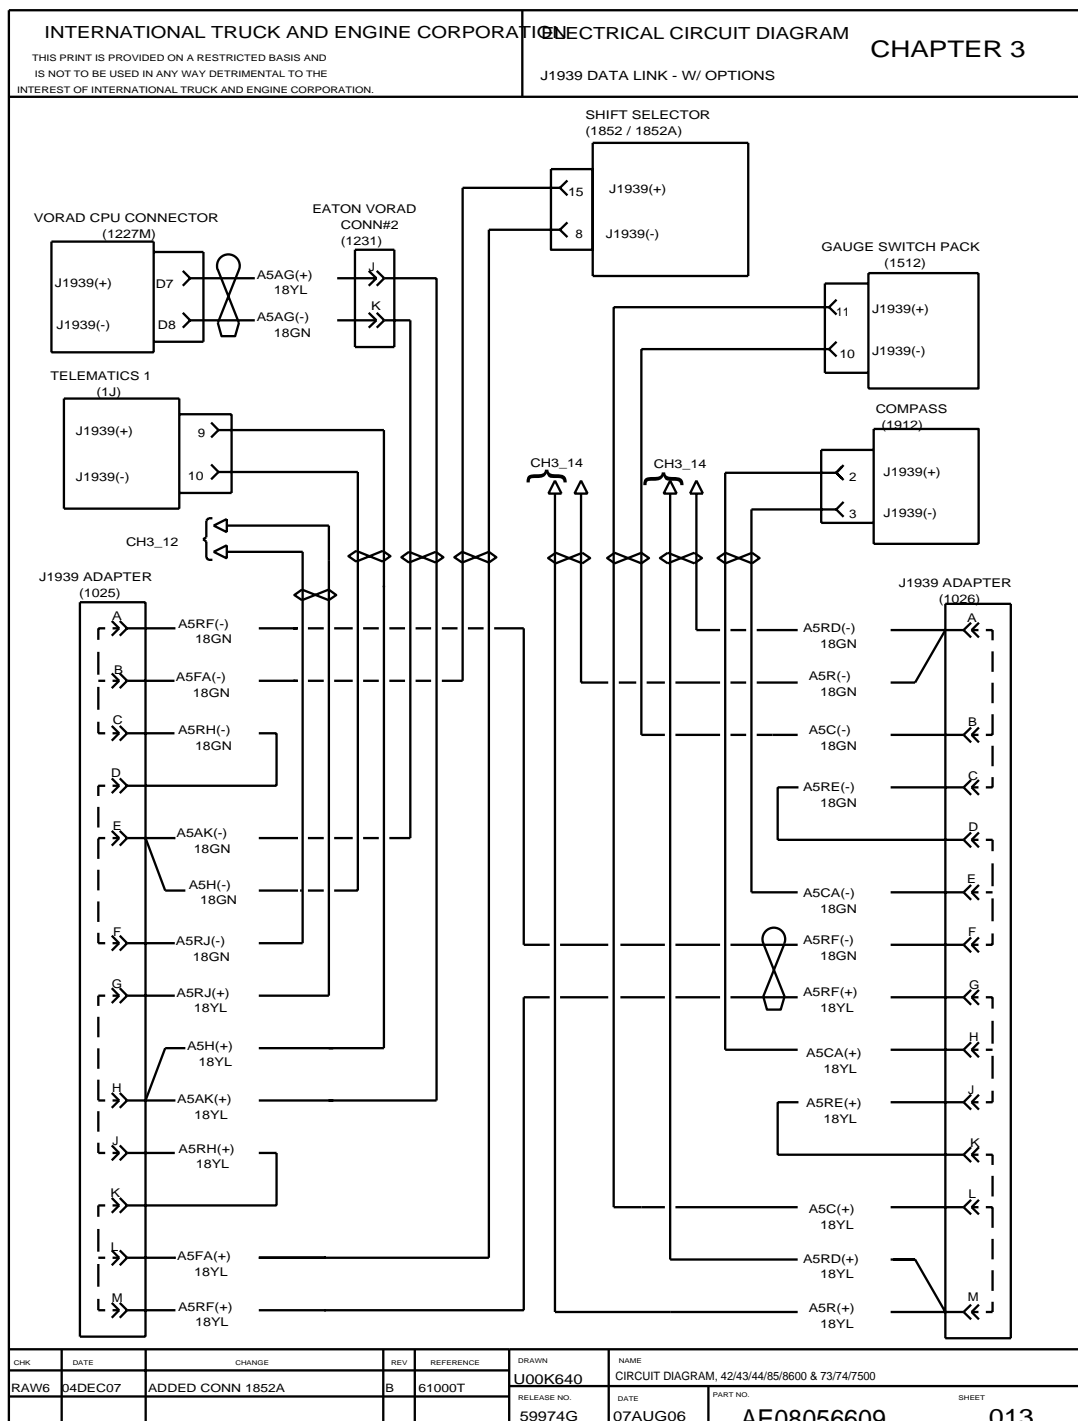 INTERNATIONAL TRUCK AND ENGINE CORPORATION
THIS PRINT IS PROVIDED ON A RESTRICTED BASIS AND
IS NOT TO BE USED IN ANY WAY DETRIMENTAL TO THE
INTEREST OF INTERNATIONAL TRUCK AND ENGINE CORPORATION.
ELECTRICAL CIRCUIT DIAGRAM
J1939 DATA LINK - W/ OPTIONS
CHAPTER 3
SHIFT SELECTOR
(1852 / 1852A)
15
J1939(+)
8
J1939(-)
VORAD CPU CONNECTOR
(1227M)
J1939(+)
D7
J1939(-)
D8
A5AG(+)
18YL
A5AG(-)
18GN
EATON VORAD
CONN#2
(1231)
J
K
GAUGE SWITCH PACK
(1512)
11
J1939(+)
10
J1939(-)
TELEMATICS 1
(1J)
J1939(+)
9
J1939(-)
10
COMPASS
(1912)
2
J1939(+)
3
J1939(-)
CH3_14
CH3_14
CH3_12
J1939 ADAPTER
(1025)
A
A5RF(-)
18GN
B
A5FA(-)
18GN
C
A5RH(-)
18GN
D
E
A5AK(-)
18GN
A5H(-)
18GN
F
A5RJ(-)
18GN
G
A5RJ(+)
18YL
A5H(+)
18YL
H
A5AK(+)
18YL
J
A5RH(+)
18YL
K
L
A5FA(+)
18YL
M
A5RF(+)
18YL
J1939 ADAPTER
(1026)
A5RD(-)
18GN
A
A5R(-)
18GN
A5C(-)
18GN
B
A5RE(-)
18GN
C
D
A5CA(-)
18GN
E
A5RF(-)
18GN
F
A5RF(+)
18YL
G
A5CA(+)
18YL
H
A5RE(+)
18YL
J
K
A5C(+)
18YL
L
A5RD(+)
18YL
A5R(+)
18YL
M
CHK DATE CHANGE REV REFERENCE
RAW6 04DEC07 ADDED CONN 1852A B 61000T
DRAWN
U00K640
NAME
CIRCUIT DIAGRAM, 42/43/44/85/8600 & 73/74/7500
RELEASE NO.
59974G
DATE
07AUG06
PART NO.
AE08056609
SHEET
013